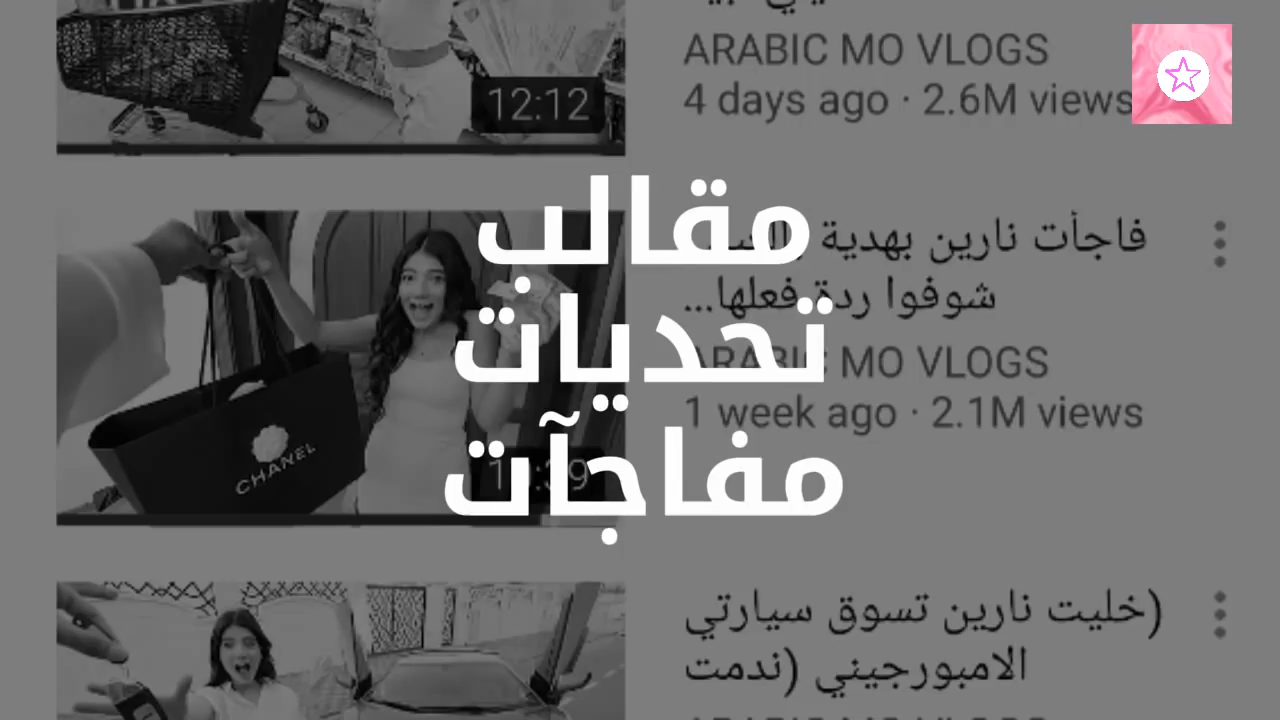 ARABIC MO VLOGS
4 days ago · 2.6M views
12:12
مقالب
تحديات
مفاجآت
فاجأت نارين بهدية
شوفوا ردة فعلها...
ARABIC MO VLOGS
1 week ago · 2.1M views
CHANEL
(خليت نارين تسوق سيارتي
الامبورجيني (ندمت